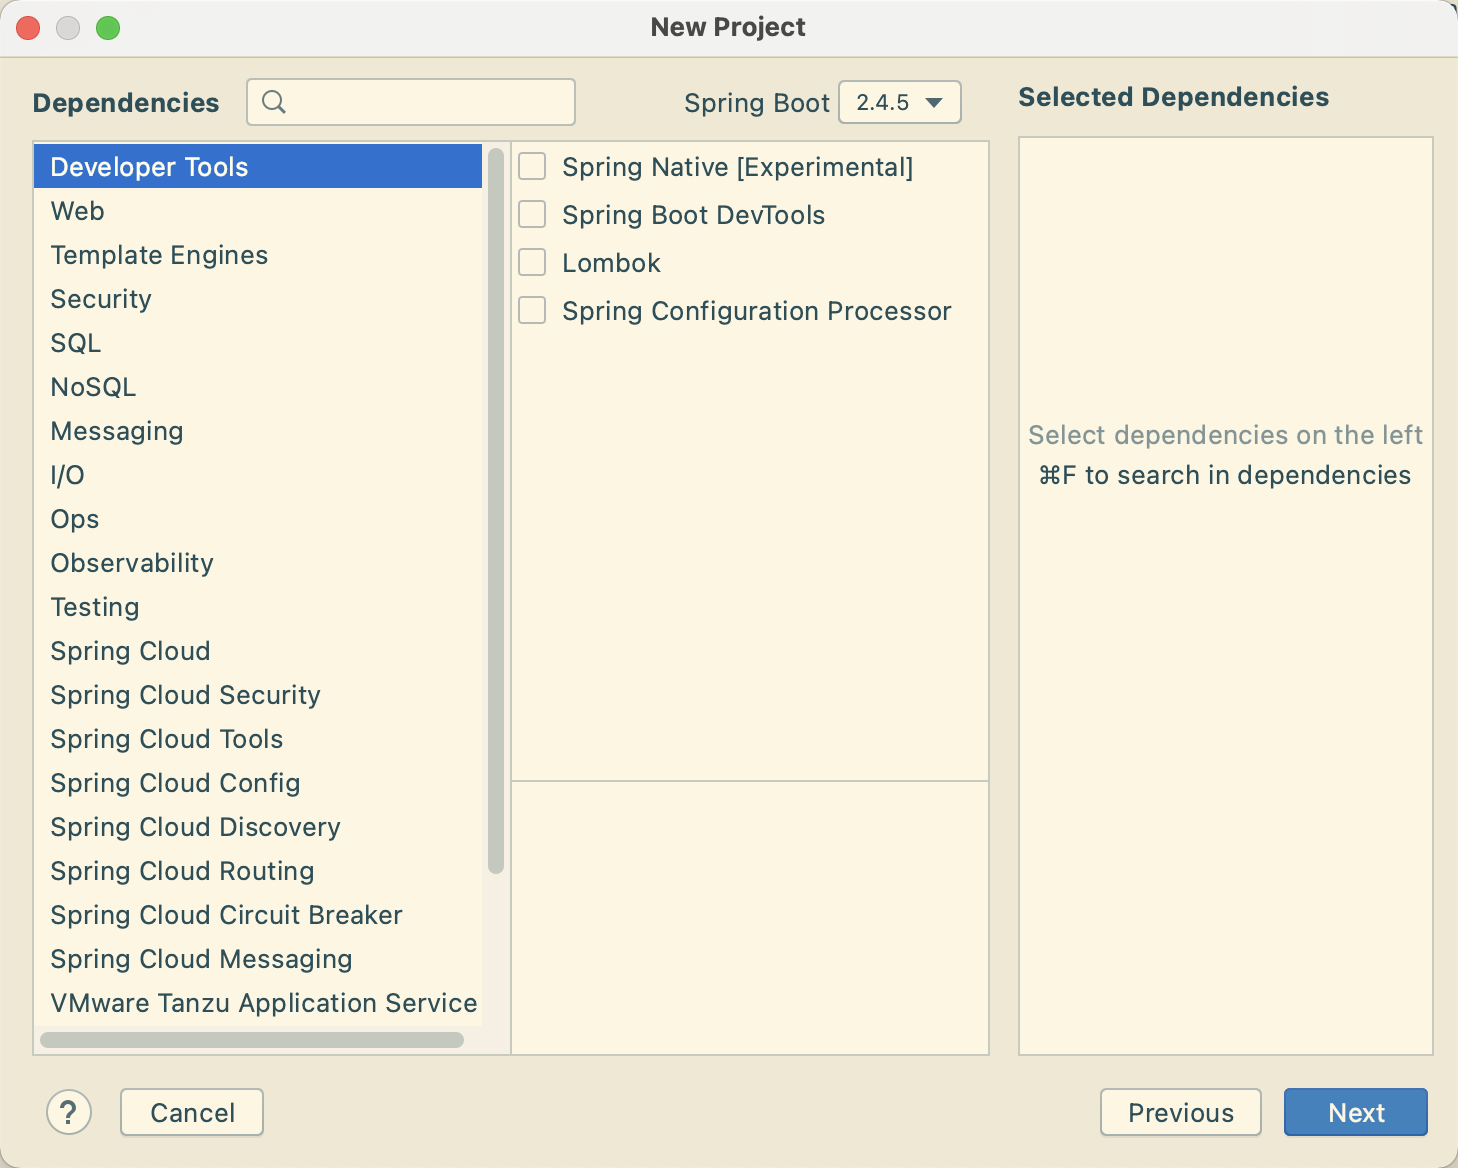 New Project
Dependencies
Spring Boot 2.4.5
Selected Dependencies
Developer Tools
Web
Template Engines
Security
SQL
NoSQL
Messaging
I/O
Ops
Observability
Testing
Spring Cloud
Spring Cloud Security
Spring Cloud Tools
Spring Cloud Config
Spring Cloud Discovery
Spring Cloud Routing
Spring Cloud Circuit Breaker
Spring Cloud Messaging
VMware Tanzu Application Service
Spring Native [Experimental]
Spring Boot DevTools
Lombok
Spring Configuration Processor
Select dependencies on the left
⌘F to search in dependencies
?
Cancel
Previous
Next